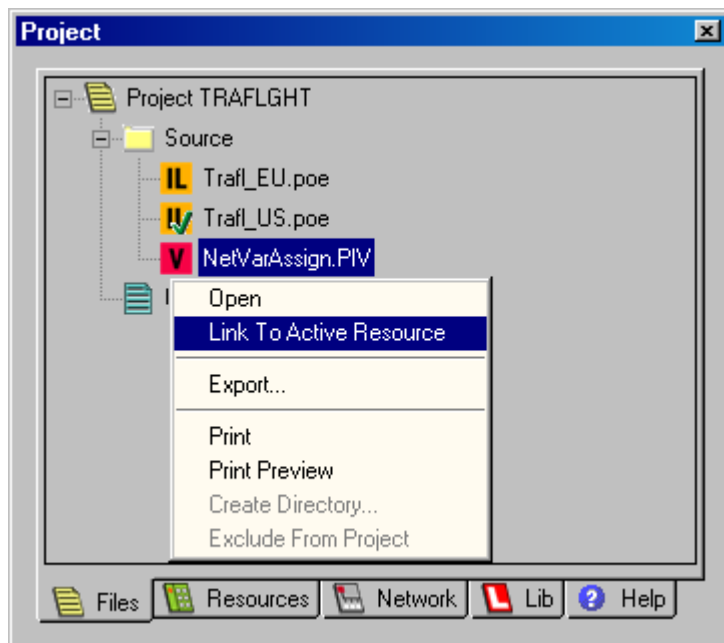 Project
Project TRAFLGHT
Source
IL Trafl_EU.poe
IL Trafl_US.poe
V NetVarAssign.PIV
Open
Link To Active Resource
Export...
Print
Print Preview
Create Directory...
Exclude From Project
Files Resources Network L Lib ? Help